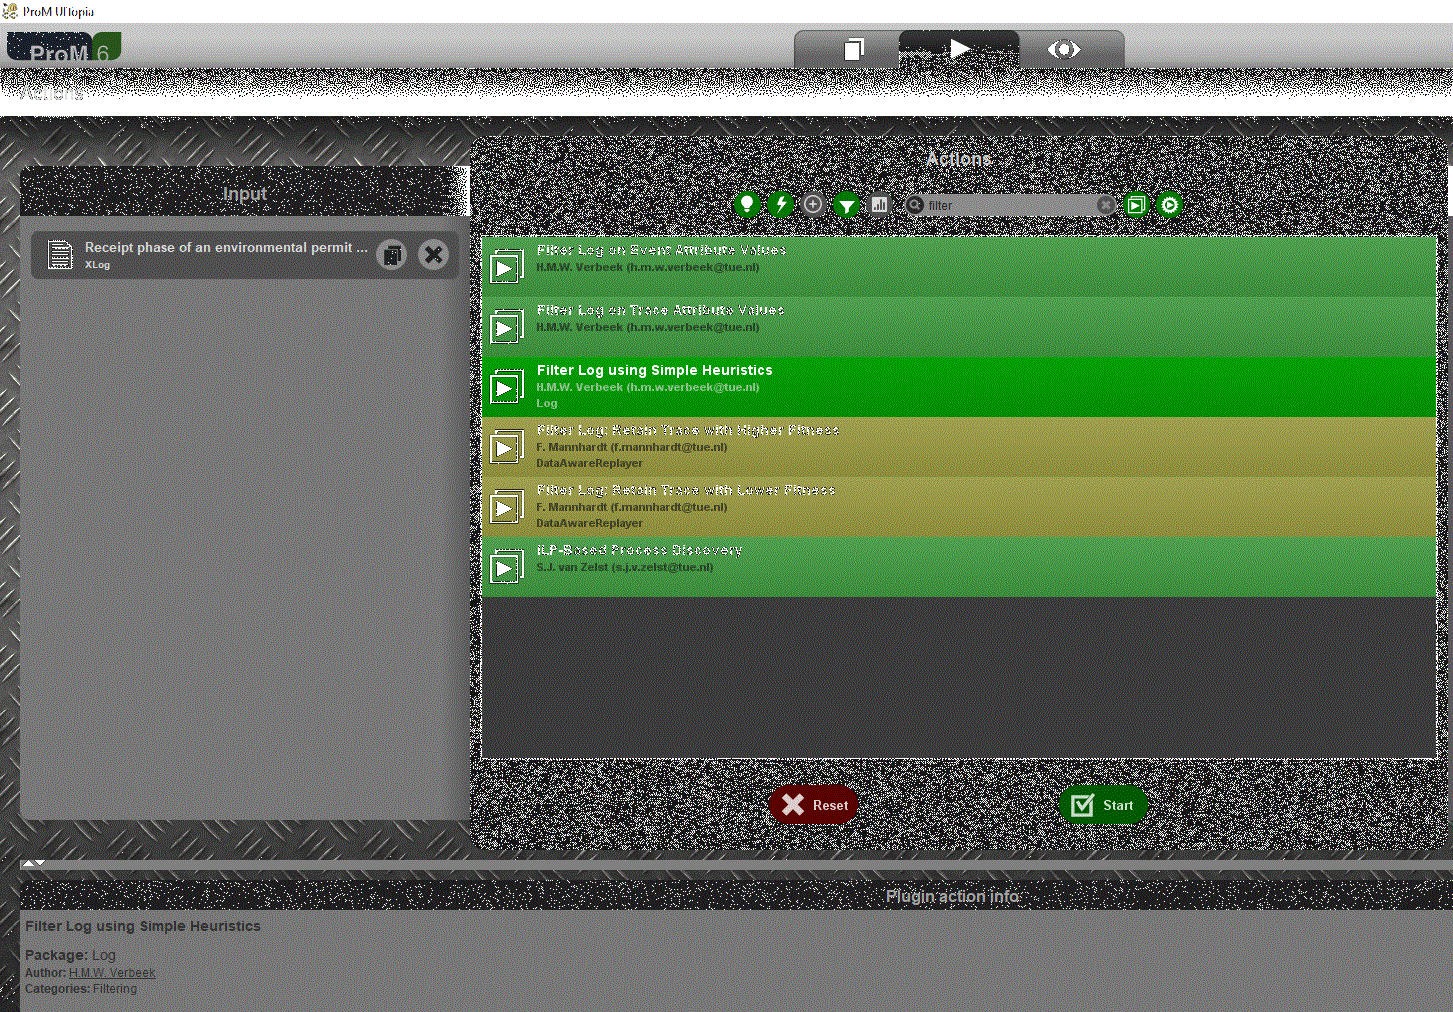 ProM UITopia
ProM 6
Actions
Input
Receipt phase of an environmental permit ...
XLog
Actions
filter
Filter Log on Event Attribute Values
H.M.W. Verbeek (h.m.w.verbeek@tue.nl)
Filter Log on Trace Attribute Values
H.M.W. Verbeek (h.m.w.verbeek@tue.nl)
Filter Log using Simple Heuristics
H.M.W. Verbeek (h.m.w.verbeek@tue.nl)
Log
Filter Log: Retain Trace with Higher Fitness
F. Mannhardt (f.mannhardt@tue.nl)
DataAwareReplayer
Filter Log: Retain Trace with Lower Fitness
F. Mannhardt (f.mannhardt@tue.nl)
DataAwareReplayer
ILP-Based Process Discovery
S.J. van Zelst (s.j.v.zelst@tue.nl)
Reset
Start
Plugin action info
Filter Log using Simple Heuristics
Package: Log
Author: H.M.W. Verbeek
Categories: Filtering